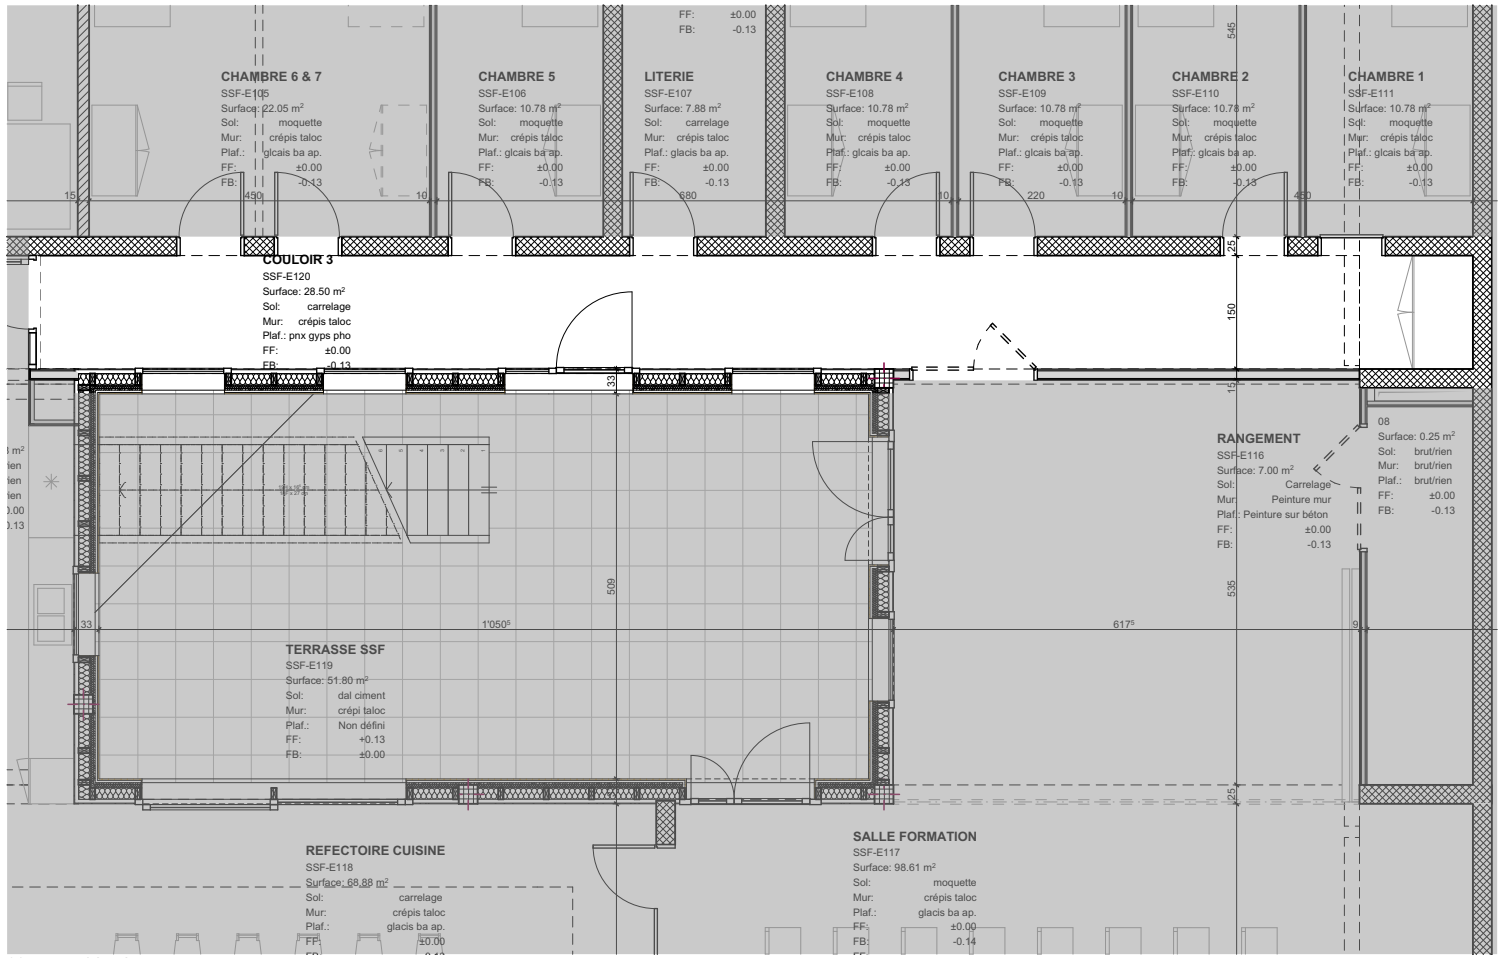 FF: ±0.00
FB: -0.13
545
CHAMBRE 6 & 7
SSF-E105
Surface: 22.05 m²
Sol: moquette
Mur: crépis taloc
Plaf.: glcais ba ap.
FF: ±0.00
FB: -0.13
CHAMBRE 5
SSF-E106
Surface: 10.78 m²
Sol: moquette
Mur: crépis taloc
Plaf.: glcais ba ap.
FF: ±0.00
FB: -0.13
LITERIE
SSF-E107
Surface: 7.88 m²
Sol: carrelage
Mur: crépis taloc
Plaf.: glacis ba ap.
FF: ±0.00
FB: -0.13
CHAMBRE 4
SSF-E108
Surface: 10.78 m²
Sol: moquette
Mur: crépis taloc
Plaf.: glcais ba ap.
FF: ±0.00
FB: -0.13
CHAMBRE 3
SSF-E109
Surface: 10.78 m²
Sol: moquette
Mur: crépis taloc
Plaf.: glcais ba ap.
FF: ±0.00
FB: -0.13
CHAMBRE 2
SSF-E110
Surface: 10.78 m²
Sol: moquette
Mur: crépis taloc
Plaf.: glcais ba ap.
FF: ±0.00
FB: -0.13
CHAMBRE 1
SSF-E111
Surface: 10.78 m²
Sol: moquette
Mur: crépis taloc
Plaf.: glcais ba ap.
FF: ±0.00
FB: -0.13
15 450 10 680 10 220 10 450
25
COULOIR 3
SSF-E120
Surface: 28.50 m²
Sol: carrelage
Mur: crépis taloc
Plaf.: pnx gyps pho
FF: ±0.00
FB: -0.13
150
33
15
m²
rien
rien
rien
0.00
0.13
RANGEMENT
SSF-E116
Surface: 7.00 m²
Sol: Carrelage
Mur: Peinture mur
Plaf.: Peinture sur béton
FF: ±0.00
FB: -0.13
08
Surface: 0.25 m²
Sol: brut/rien
Mur: brut/rien
Plaf.: brut/rien
FF: ±0.00
FB: -0.13
509
535
33 1'050⁵ 617⁵ 9
TERRASSE SSF
SSF-E119
Surface: 51.80 m²
Sol: dal ciment
Mur: crépi taloc
Plaf.: Non défini
FF: +0.13
FB: ±0.00
25
REFECTOIRE CUISINE
SSF-E118
Surface: 68.88 m²
Sol: carrelage
Mur: crépis taloc
Plaf.: glacis ba ap.
FF: ±0.00
FB: -0.13
SALLE FORMATION
SSF-E117
Surface: 98.61 m²
Sol: moquette
Mur: crépis taloc
Plaf.: glacis ba ap.
FF: ±0.00
FB: -0.14